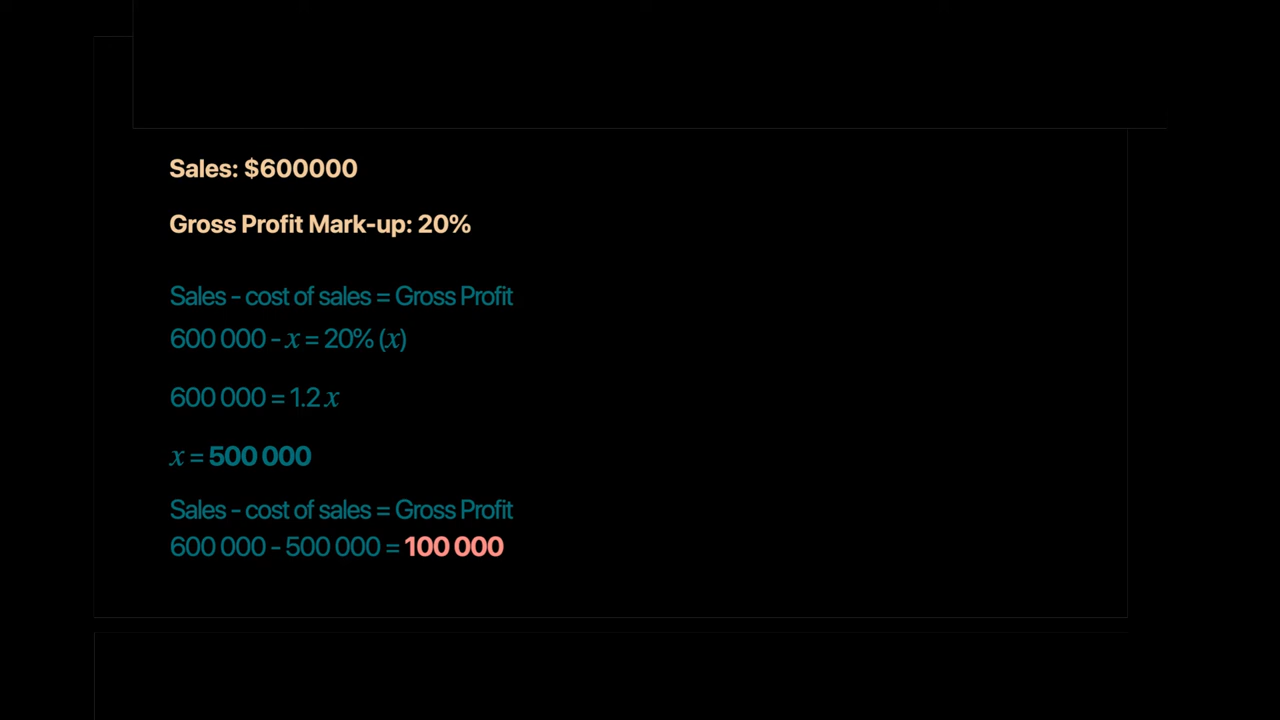 Sales: $600000
Gross Profit Mark-up: 20%
Sales - cost of sales = Gross Profit
600 000 - x = 20% (x)
600 000 = 1.2 x
x = 500 000
Sales - cost of sales = Gross Profit
600 000 - 500 000 = 100 000